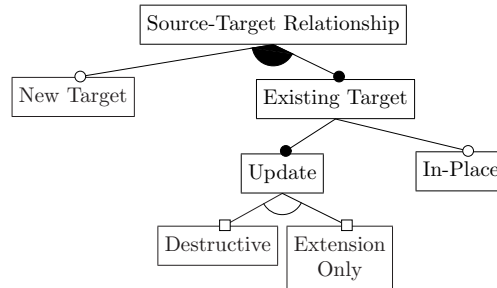 Source-Target Relationship
New Target
Existing Target
Update
In-Place
Destructive
Extension
Only